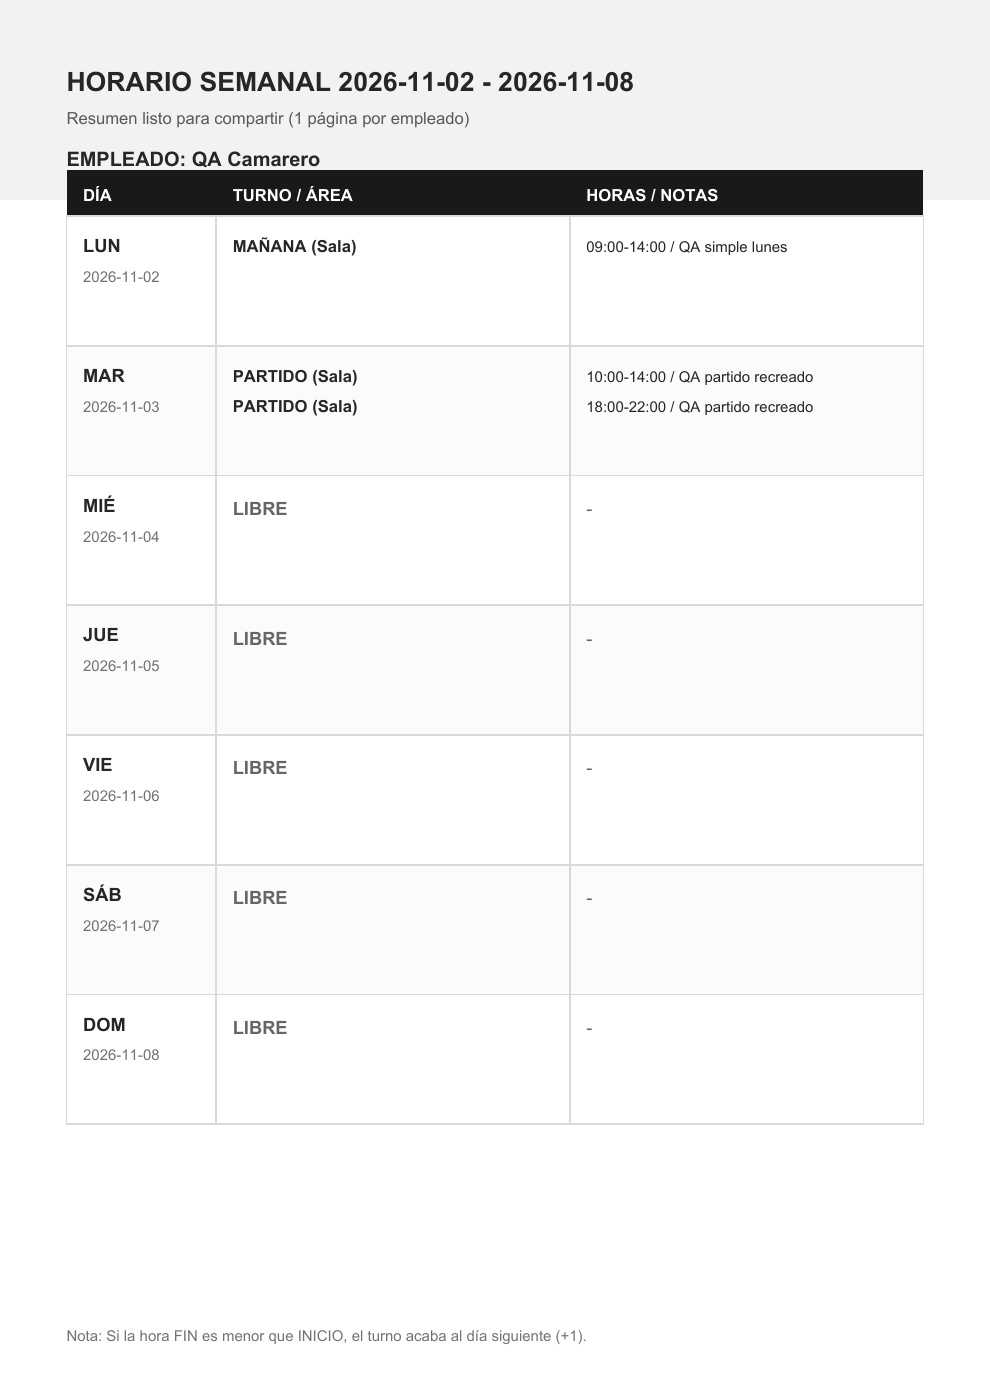 HORARIO SEMANAL 2026-11-02 - 2026-11-08
Resumen listo para compartir (1 página por empleado)
EMPLEADO: QA Camarero
DÍA TURNO / ÁREA HORAS / NOTAS
LUN MAÑANA (Sala) 09:00-14:00 / QA simple lunes
2026-11-02
MAR PARTIDO (Sala) 10:00-14:00 / QA partido recreado
2026-11-03 PARTIDO (Sala) 18:00-22:00 / QA partido recreado
MIÉ LIBRE -
2026-11-04
JUE LIBRE -
2026-11-05
VIE LIBRE -
2026-11-06
SÁB LIBRE -
2026-11-07
DOM LIBRE -
2026-11-08
Nota: Si la hora FIN es menor que INICIO, el turno acaba al día siguiente (+1).